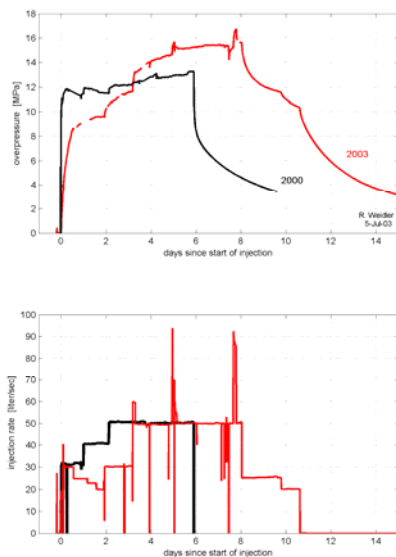 18
16
14
12
10
8
6
4
2
0
overpressure [MPa]
2003
2000
R. Weidler
5-Jul-03
0 2 4 6 8 10 12 14
days since start of injection
100
90
80
70
60
50
40
30
20
10
0
injection rate [liter/sec]
0 2 4 6 8 10 12 14
days since start of injection